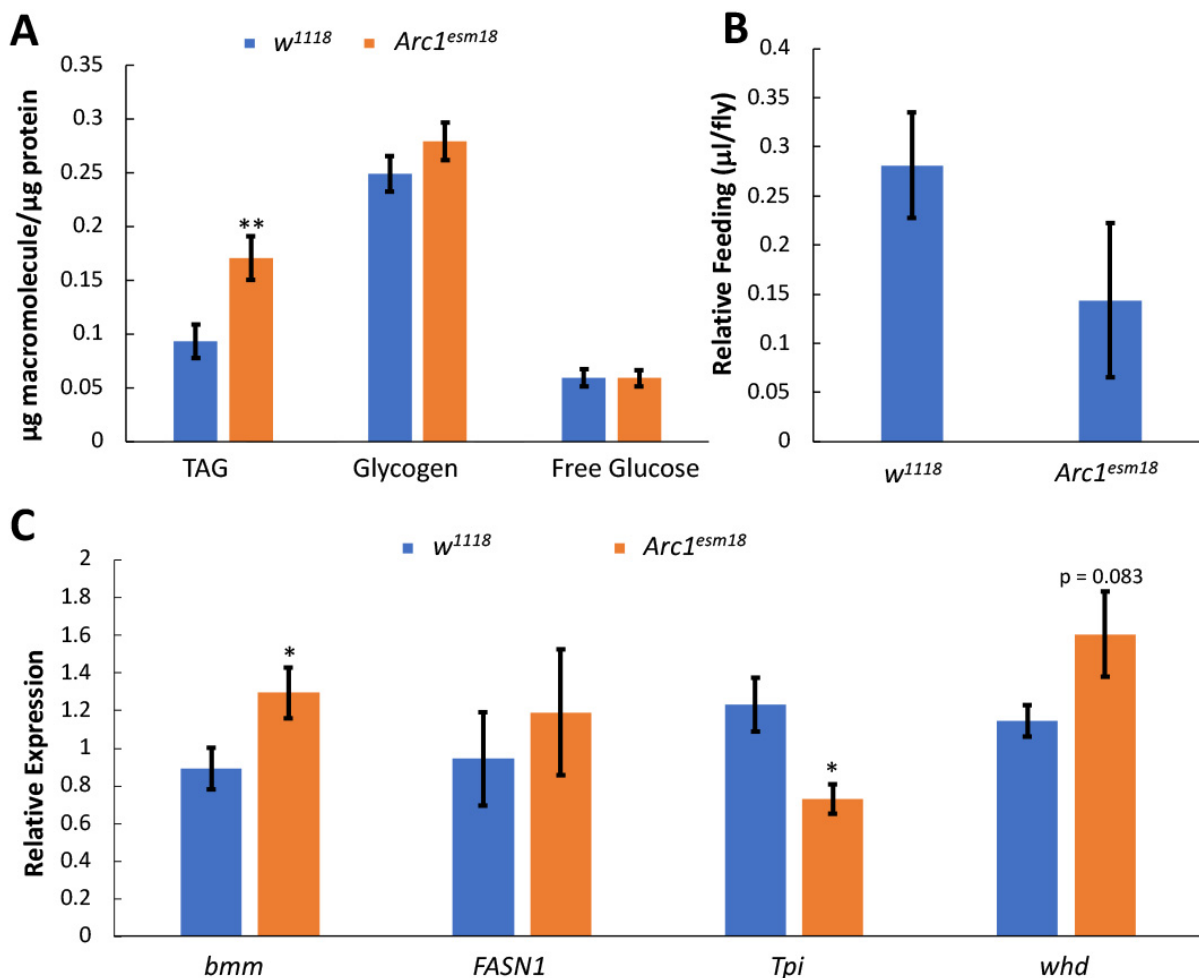 A
w1118 Arc1esm18
µg macromolecule/µg protein
0.35
0.3
0.25
0.2
0.15
0.1
0.05
0
**
TAG Glycogen Free Glucose
B
Relative Feeding (µl/fly)
0.4
0.35
0.3
0.25
0.2
0.15
0.1
0.05
0
w1118 Arc1esm18
C
w1118 Arc1esm18
Relative Expression
2
1.8
1.6
1.4
1.2
1
0.8
0.6
0.4
0.2
0
*
*
p = 0.083
bmm FASN1 Tpi whd